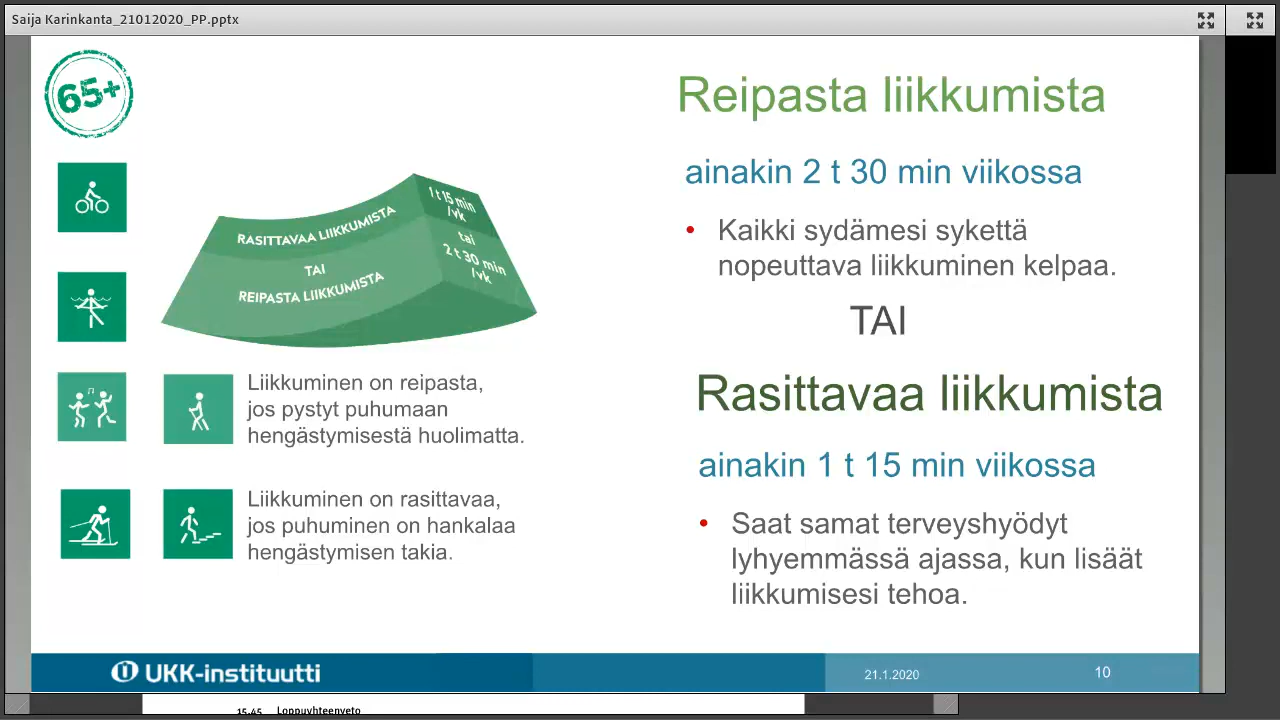 Saija Karinkanta_21012020_PP.pptx
65+
Reipasta liikkumista
ainakin 2 t 30 min viikossa
• Kaikki sydämesi sykettä
nopeuttava liikkuminen kelpaa.
TAI
Rasittavaa liikkumista
ainakin 1 t 15 min viikossa
• Saat samat terveyshyödyt
lyhyemmässä ajassa, kun lisäät
liikkumisesi tehoa.
RASITTAVAA LIIKKUMISTA
TAI
REIPASTA LIIKKUMISTA
1 t 15 min
/vk
tai
2 t 30 min
/vk
Liikkuminen on reipasta,
jos pystyt puhumaan
hengästymisestä huolimatta.
Liikkuminen on rasittavaa,
jos puhuminen on hankalaa
hengästymisen takia.
UKK-instituutti
21.1.2020
10
15.45 Loppuyhteenveto